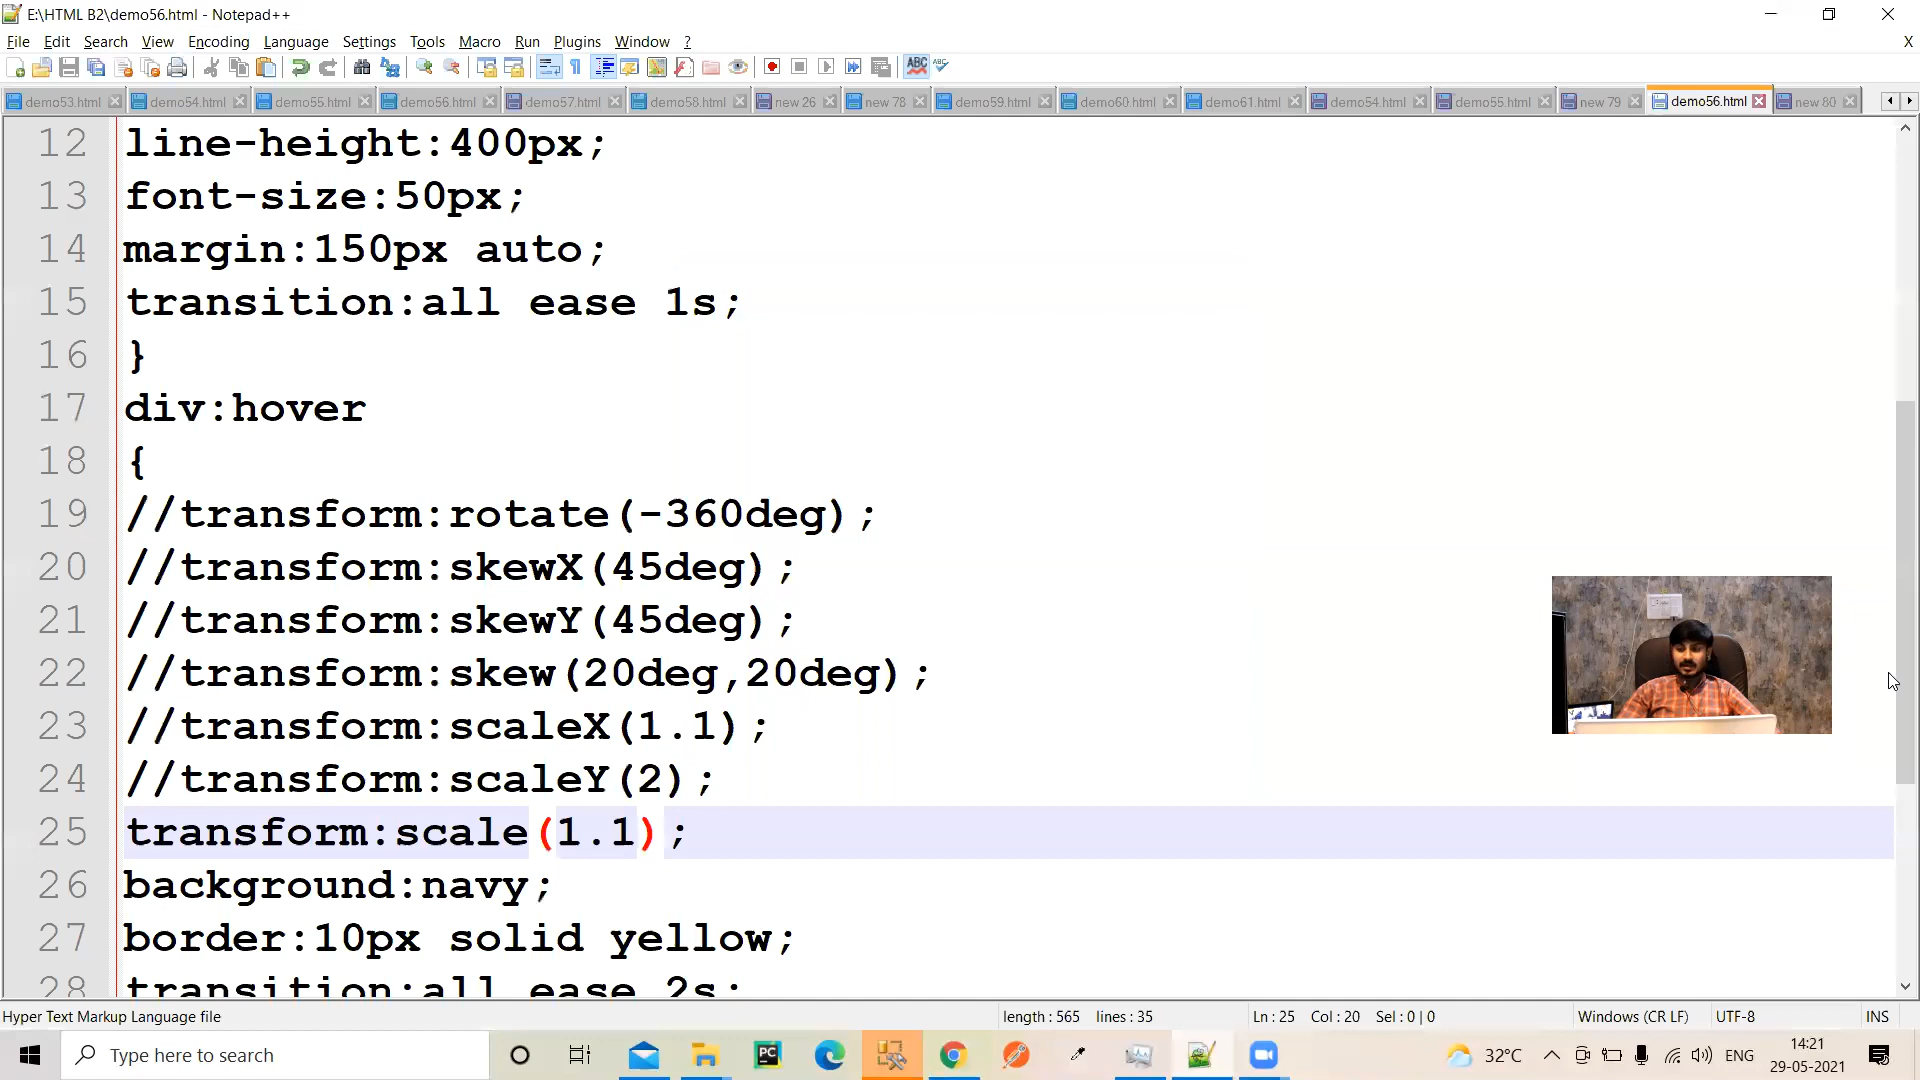 E:\HTML B2\demo56.html - Notepad++
File Edit Search View Encoding Language Settings Tools Macro Run Plugins Window ? X
demo53.html demo54.html demo55.html demo56.html demo57.html demo58.html new 26 new 78 demo59.html demo60.html demo61.html demo54.html demo55.html new 79 demo56.html new 80
12 line-height:400px;
13 font-size:50px;
14 margin:150px auto;
15 transition:all ease 1s;
16 }
17 div:hover
18 {
19 //transform:rotate(-360deg);
20 //transform:skewX(45deg);
21 //transform:skewY(45deg);
22 //transform:skew(20deg,20deg);
23 //transform:scaleX(1.1);
24 //transform:scaleY(2);
25 transform:scale(1.1);
26 background:navy;
27 border:10px solid yellow;
28 transition:all ease 2s;
Hyper Text Markup Language file length : 565 lines : 35 Ln : 25 Col : 20 Sel : 0 | 0 Windows (CR LF) UTF-8 INS
Type here to search 32°C ENG 14:21
29-05-2021